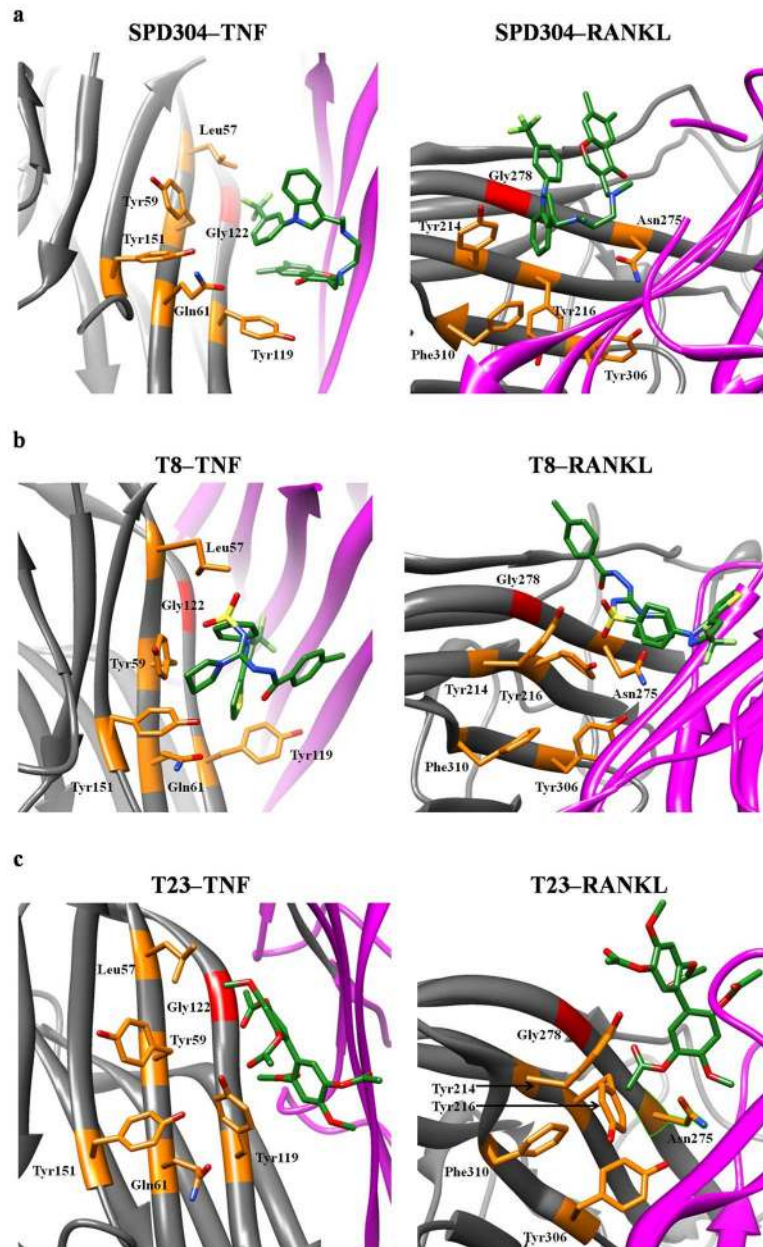 a
SPD304–TNF
SPD304–RANKL
Leu57
Tyr59
Tyr151
Gly122
Gln61
Tyr119
Gly278
Tyr214
Asn275
Tyr216
Phe310
Tyr306
b
T8–TNF
T8–RANKL
Leu57
Gly122
Tyr59
Tyr119
Tyr151
Gln61
Gly278
Tyr214
Tyr216
Asn275
Phe310
Tyr306
c
T23–TNF
T23–RANKL
Leu57
Gly122
Tyr59
Tyr151
Gln61
Tyr119
Gly278
Tyr214
Tyr216
Asn275
Phe310
Tyr306